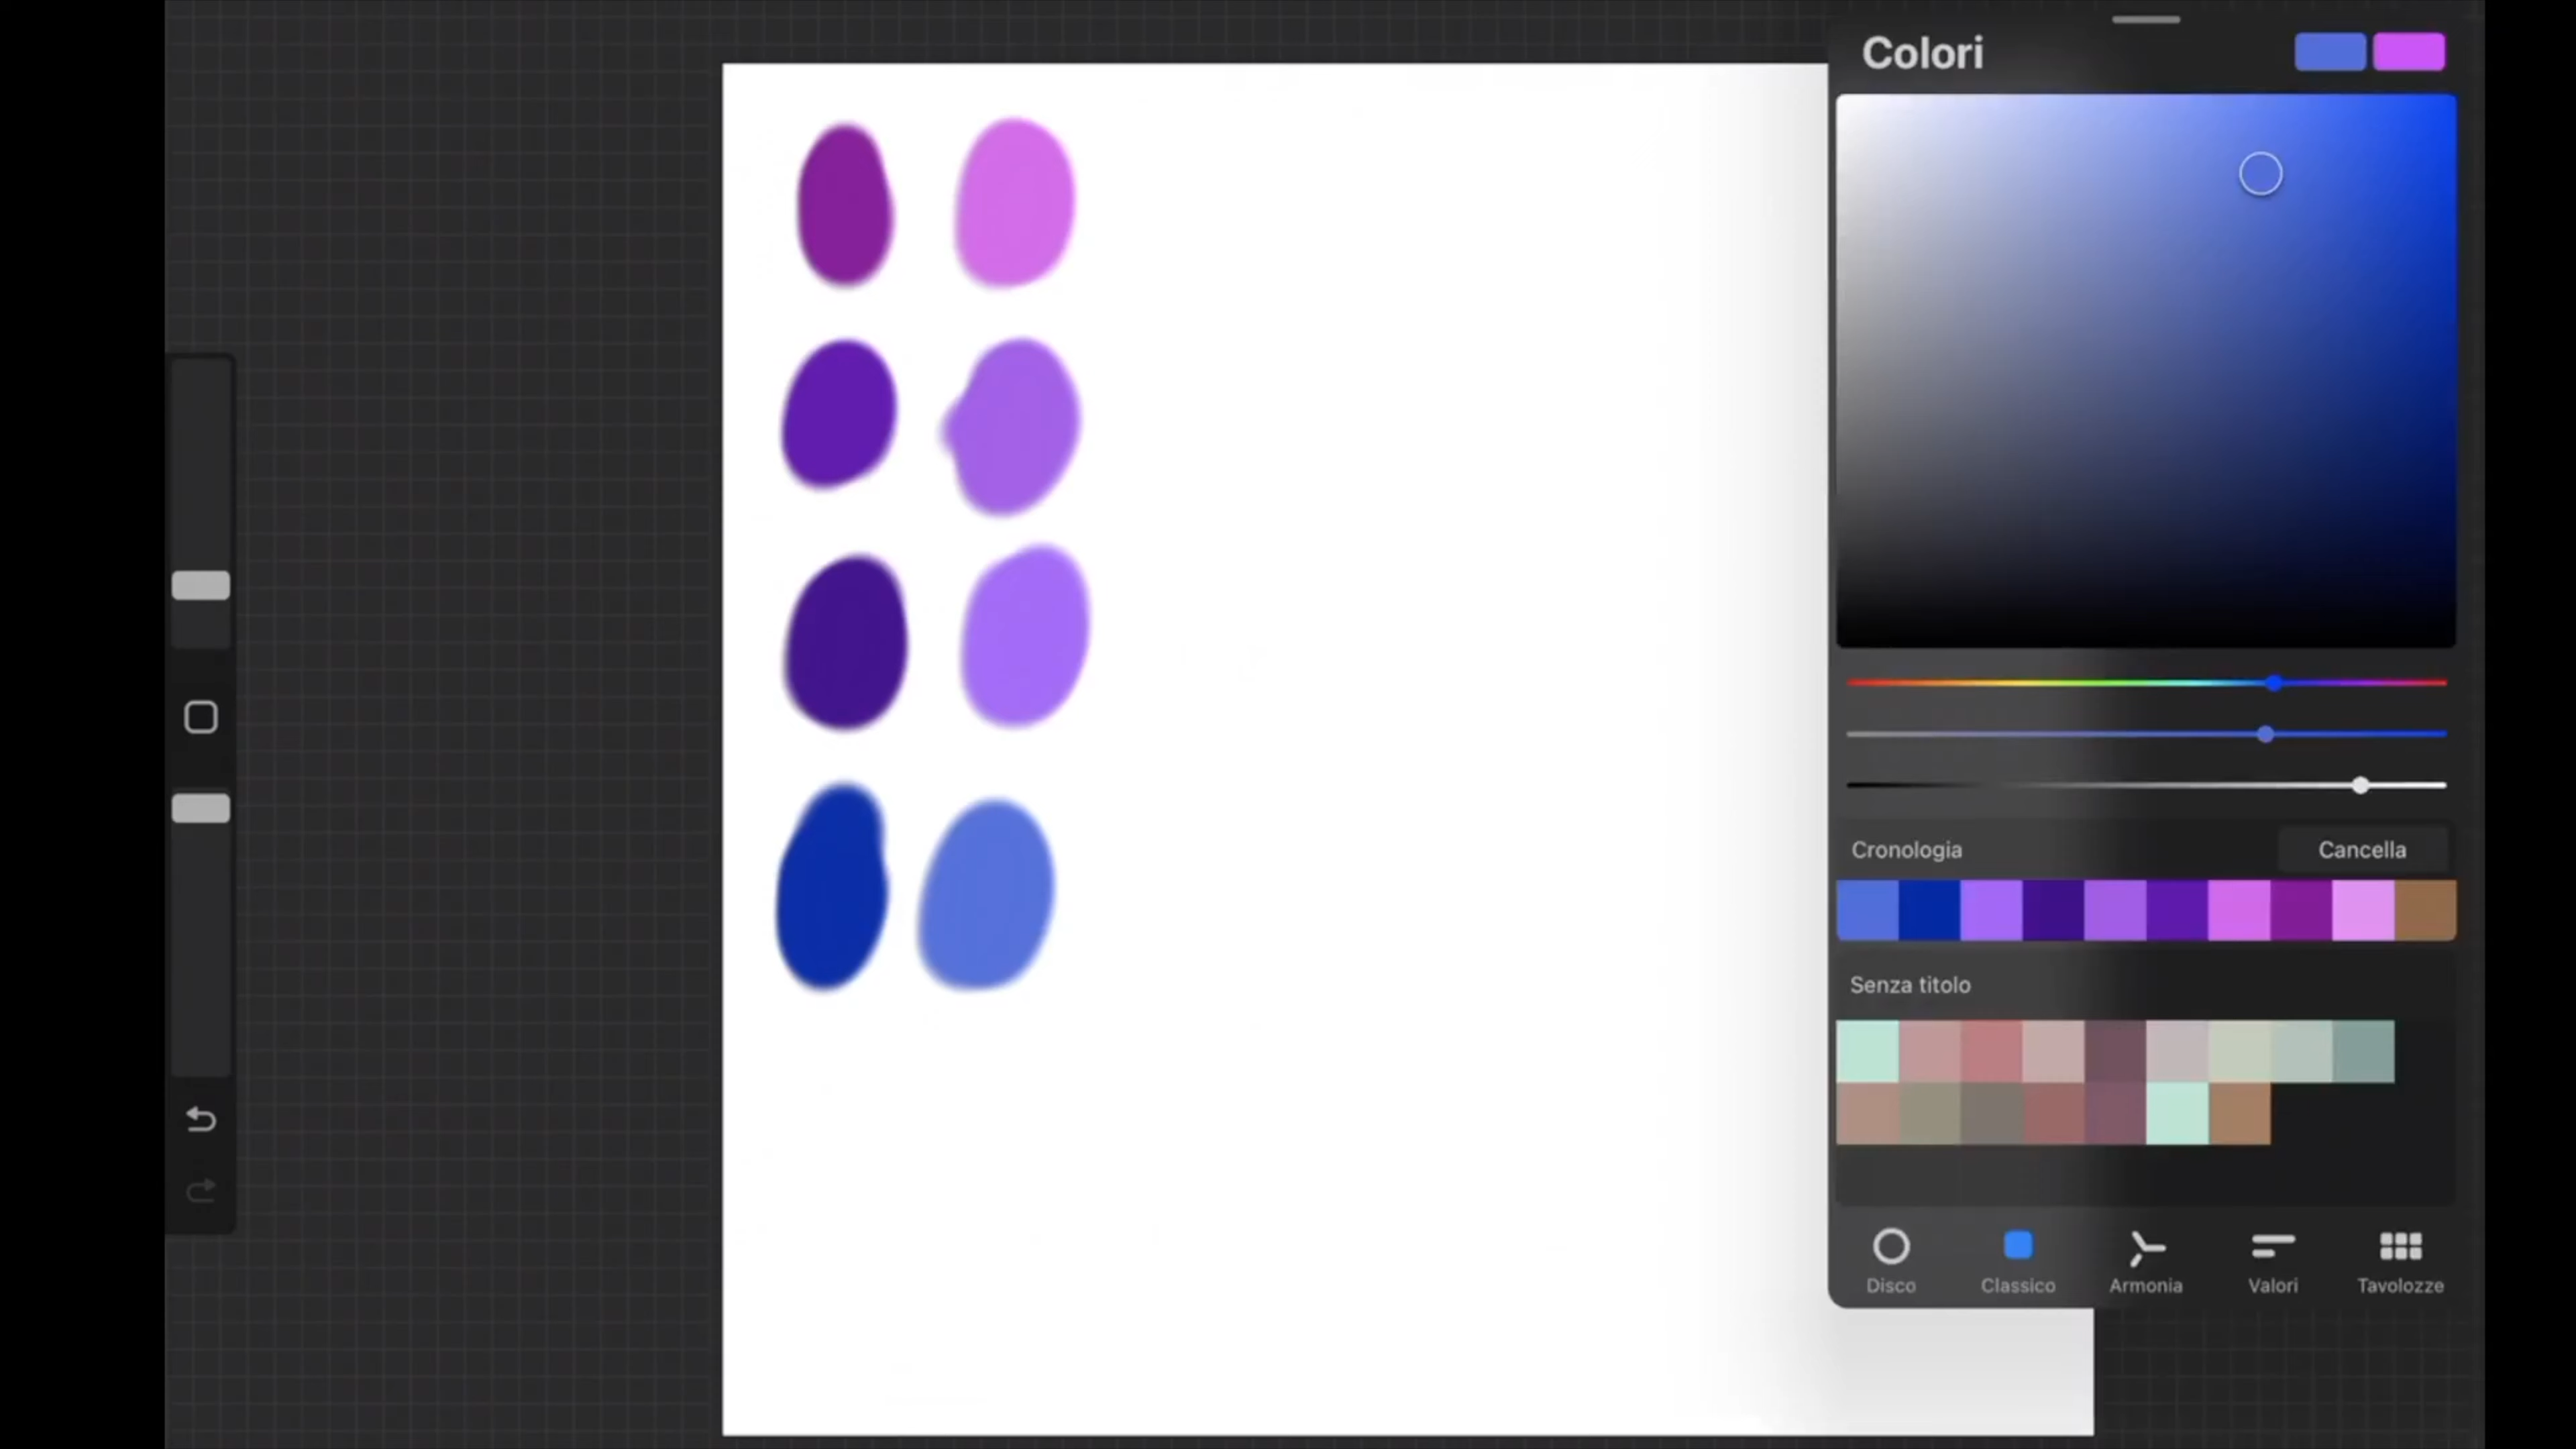 Colori
Cronologia
Cancella
Senza titolo
Disco
Classico
Armonia
Valori
Tavolozze